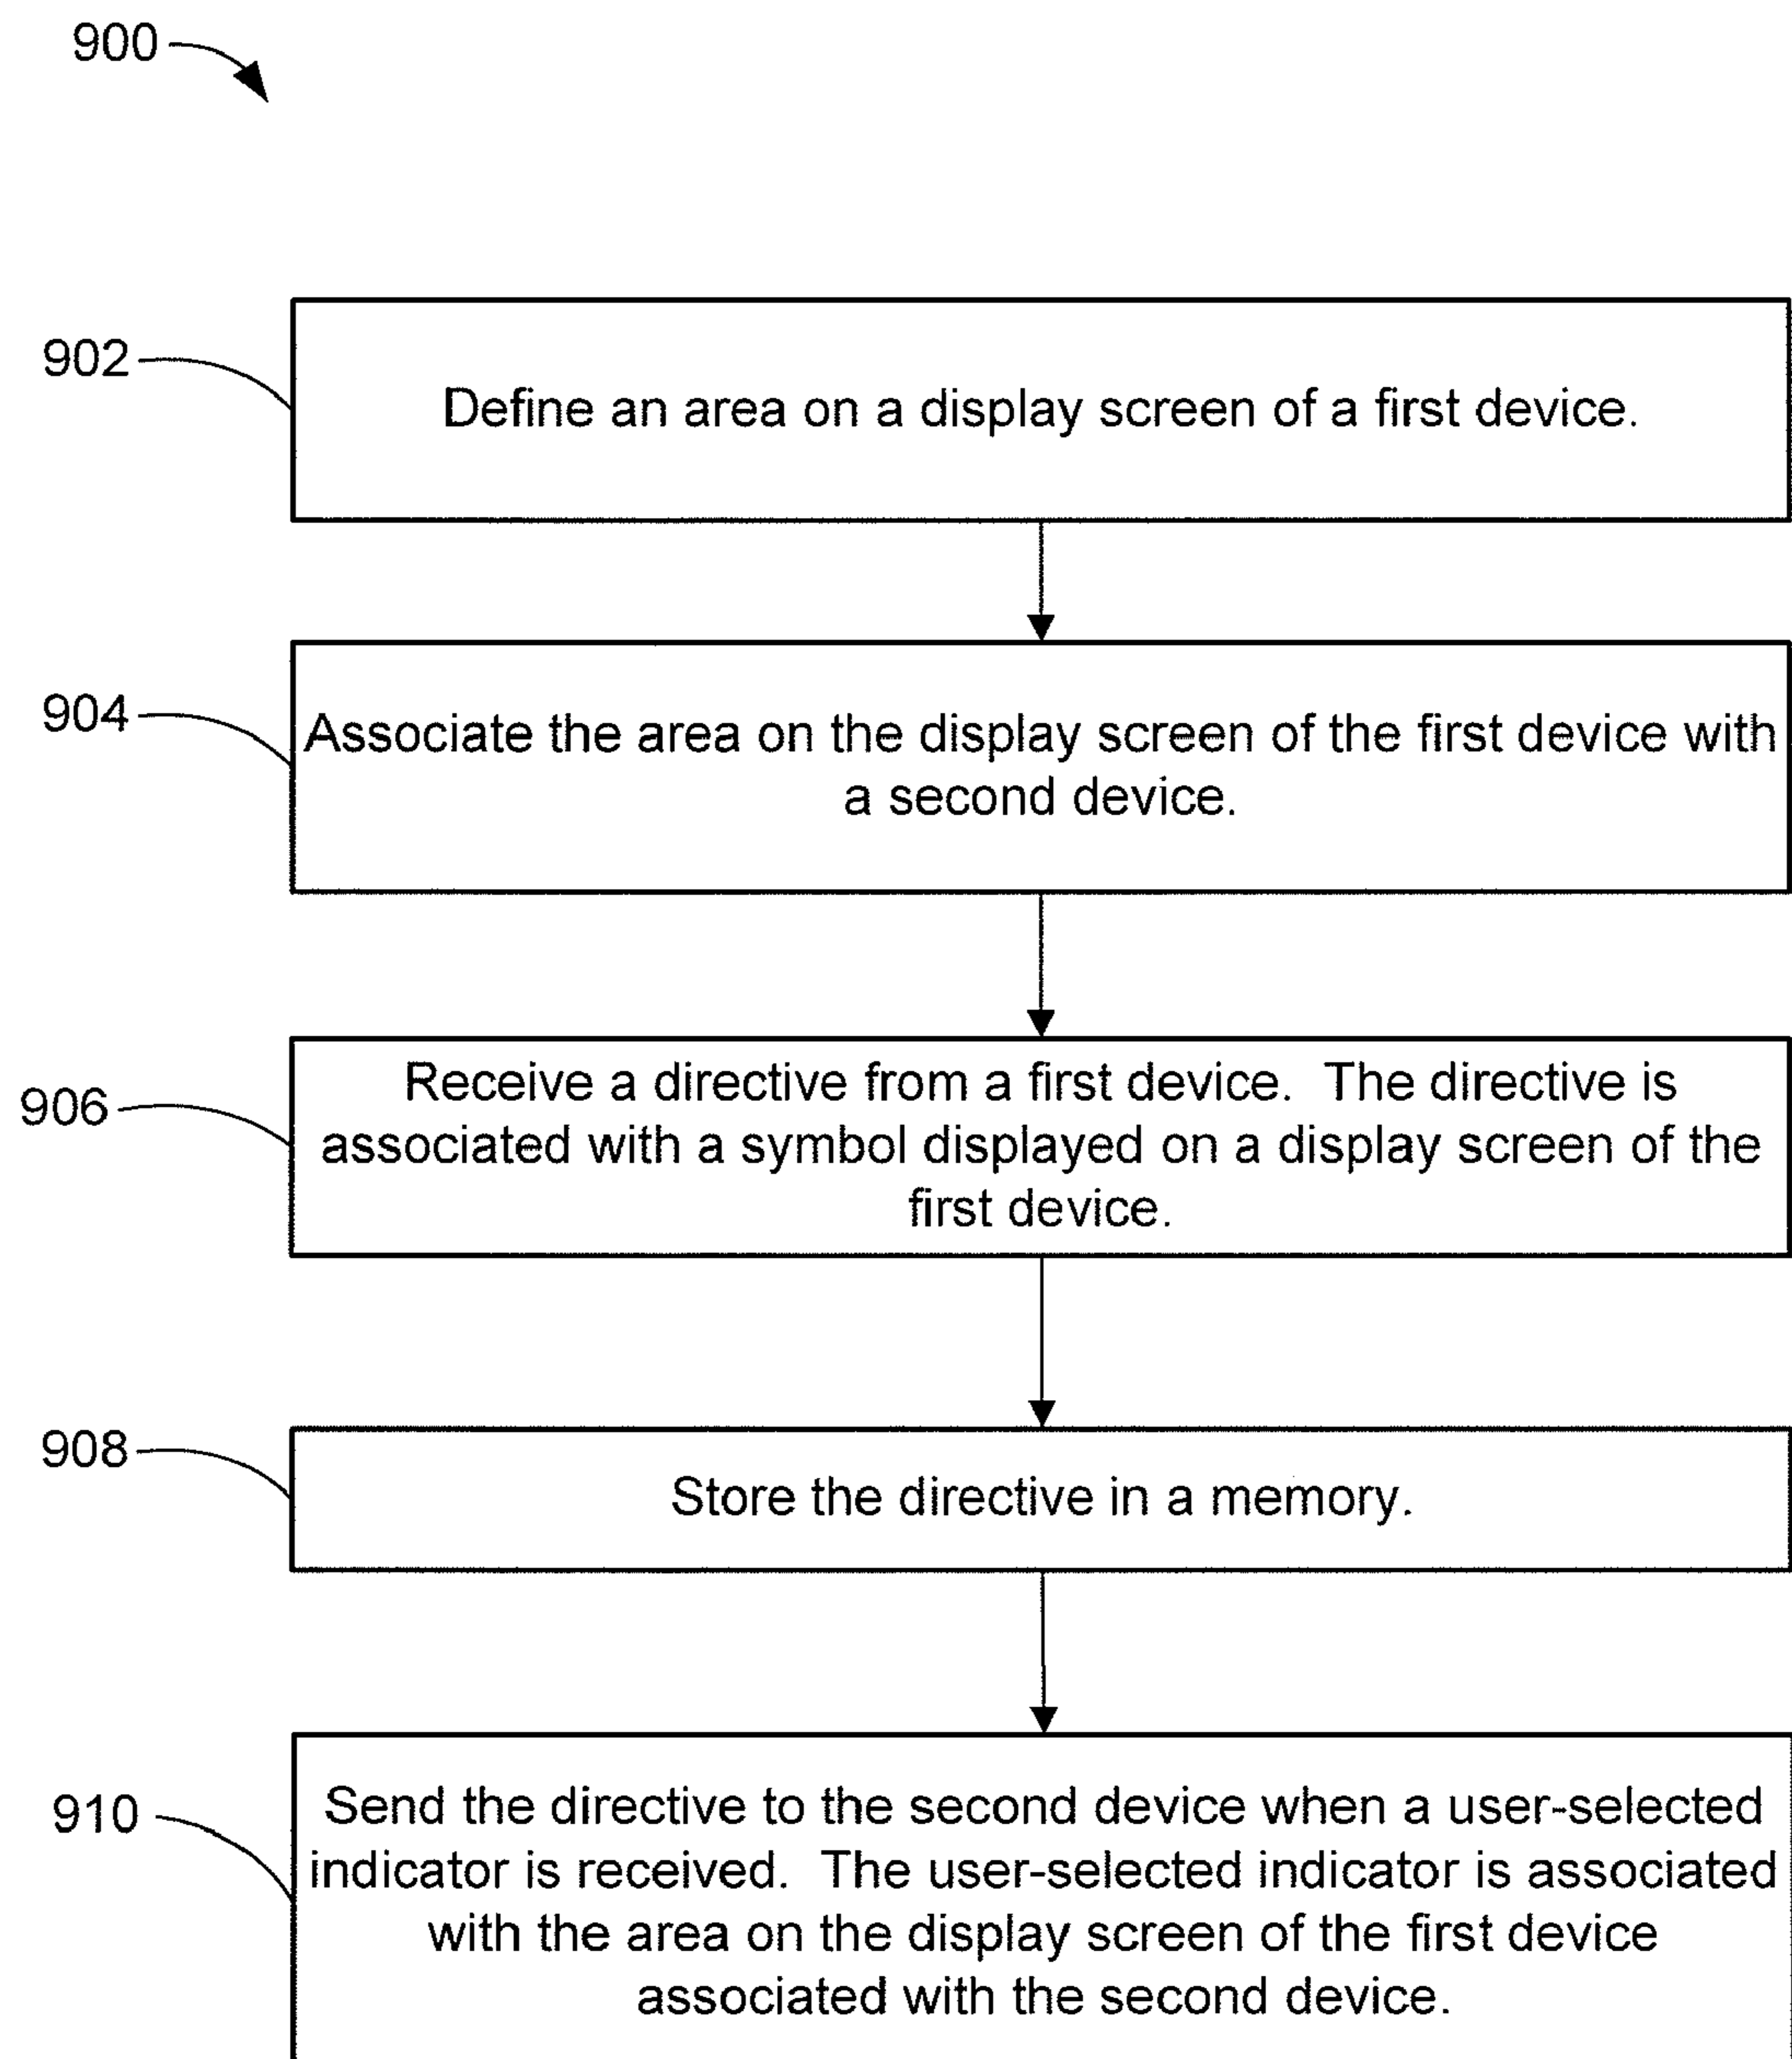 900
902
Define an area on a display screen of a first device.
904
Associate the area on the display screen of the first device with
a second device.
906
Receive a directive from a first device.  The directive is
associated with a symbol displayed on a display screen of the
first device.
908
Store the directive in a memory.
910
Send the directive to the second device when a user-selected
indicator is received.  The user-selected indicator is associated
with the area on the display screen of the first device
associated with the second device.